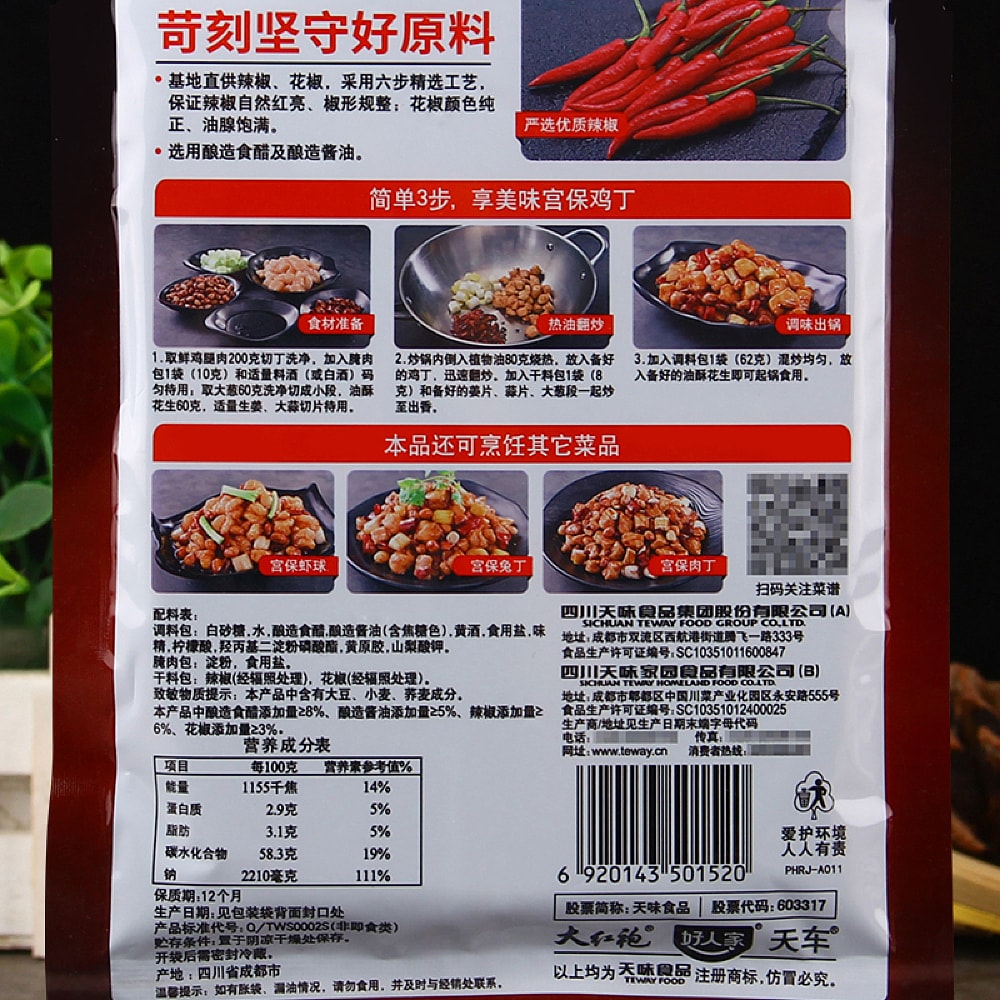 苛刻坚守好原料
• 基地直供辣椒、花椒，采用六步精选工艺，
保证辣椒自然红亮、椒形规整；花椒颜色纯
正、油腺饱满。
• 选用酿造食醋及酿造酱油。
严选优质辣椒
简单3步，享美味宫保鸡丁
食材准备
热油翻炒
调味出锅
1.取鲜鸡腿肉200克切丁洗净，加入腌肉
包1袋（10克）和适量料酒（或白酒）码
匀待用；取大葱60克洗净切成小段，油酥
花生60克，适量生姜、大蒜切片待用。
2.炒锅内倒入植物油80克烧热，放入备好
的鸡丁，迅速翻炒。加入干料包1袋（8
克）和备好的姜片、蒜片、大葱段一起炒
至出香。
3.加入调料包1袋（62克）混炒均匀，放
入备好的油酥花生即可起锅食用。
本品还可烹饪其它菜品
宫保虾球
宫保兔丁
宫保肉丁
扫码关注菜谱
配料表：
调料包：白砂糖,水,酿造食醋,酿造酱油(含焦糖色),黄酒,食用盐,味
精,柠檬酸,羟丙基二淀粉磷酸酯,黄原胶,山梨酸钾。
腌肉包：淀粉，食用盐。
干料包：辣椒(经辐照处理)，花椒(经辐照处理)。
致敏物质提示：本产品中含有大豆、小麦、荞麦成分。
本产品中酿造食醋添加量≥8%、酿造酱油添加量≥5%、辣椒添加量≥
6%、花椒添加量≥3%。
营养成分表
项目 每100克 营养素参考值%
能量 1155千焦 14%
蛋白质 2.9克 5%
脂肪 3.1克 5%
碳水化合物 58.3克 19%
钠 2210毫克 111%
保质期:12个月
生产日期:见包装袋背面封口处
产品标准代号:Q/TWS0002S(非即食类)
贮存条件:置于阴凉干燥处保存。
开袋后需密封冷藏。
产地：四川省成都市
温馨提示：如有胀袋、漏油情况，请勿食用，并及时与经销处联系。
四川天味食品集团股份有限公司(A)
SICHUAN TEWAY FOOD GROUP CO.,LTD.
地址:成都市双流区西航港街道腾飞一路333号
食品生产许可证编号:SC10351011600847
四川天味家园食品有限公司(B)
SICHUAN TEWAY HOMELAND FOOD CO.,LTD.
地址:成都市郫都区中国川菜产业化园区永安路555号
食品生产许可证编号:SC10351012400025
生产商/地址见生产日期末端字母代码
电话: 传真:
网址:www.teway.cn 消费者热线:
6 920143 501520
爱护环境
人人有责
PHRJ-A011
股票简称:天味食品 股票代码:603317
大红袍® 好人家® 天车®
以上均为 天味食品 注册商标，仿冒必究。
TEWAY FOOD